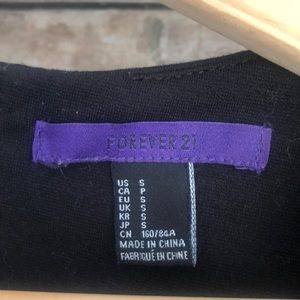 FOREVER 21
US S
CA P
EU S
UK S
KR S
JP S
CN 160/84A
MADE IN CHINA
FABRIQUÉ EN CHINE